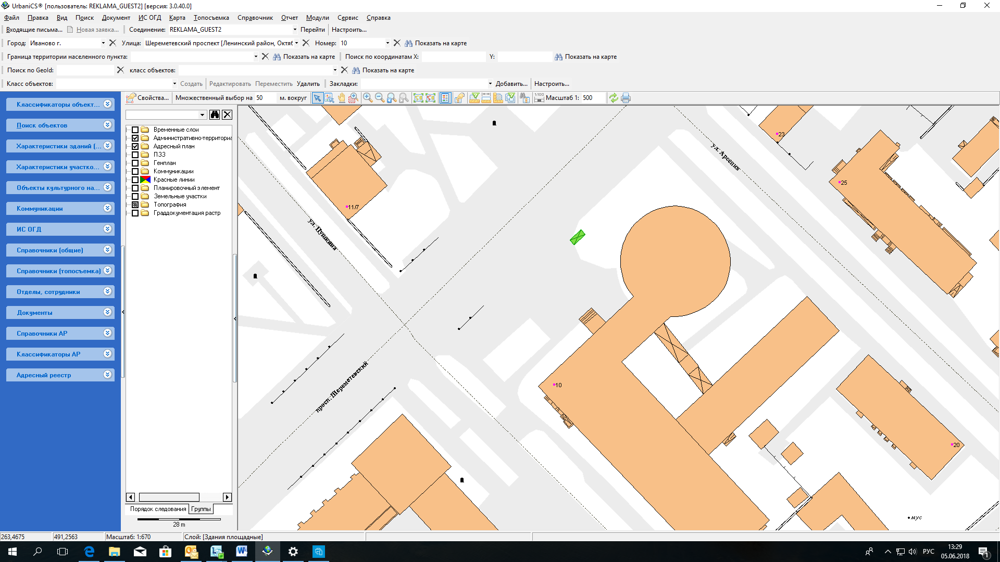 UrbaniCS® [пользователь: REKLAMA_GUEST2] [версия: 3.0.40.0]
Файл Правка Вид Поиск Документ ИС ОГД Карта Топосъемка Справочник Отчет Модули Сервис Справка
Входящие письма... Новая заявка... Соединение: REKLAMA_GUEST2 Перейти Настроить...
Город: Иваново г. Улица: Шереметевский проспект [Ленинский район, Октяб Номер: 10 Показать на карте
Граница территории населенного пункта: Показать на карте Поиск по координатам X: Y: Показать на карте
Поиск по GeoId: класс объектов: Показать на карте
Класс объектов: Создать Редактировать Переместить Удалить Закладки: Добавить... Настроить...
Свойства... Множественный выбор на 50 м. вокруг 1:100 Масштаб 1: 500
Классификаторы объект...
Поиск объектов
Характеристики зданий (...
Характеристики участко...
Объекты культурного на...
Коммуникации
ИС ОГД
Справочники (общие)
Справочники (топосъемка)
Отделы, сотрудники
Документы
Справочники АР
Классификаторы АР
Адресный реестр
Временные слои
Административно-территориа
Адресный план
ПЗЗ
Генплан
Коммуникации
Красные линии
Планировочный элемент
Земельные участки
Топография
Граддокументация растр
Порядок следования Группы
28 m
23
ул. Арсения
25
11/7
ул. Пушкина
просп. Шереметевский
10
20
мус
263,4675 491,2563 Масштаб: 1:670 Слой: [Здания площадные]
РУС 13:29
05.06.2018
1